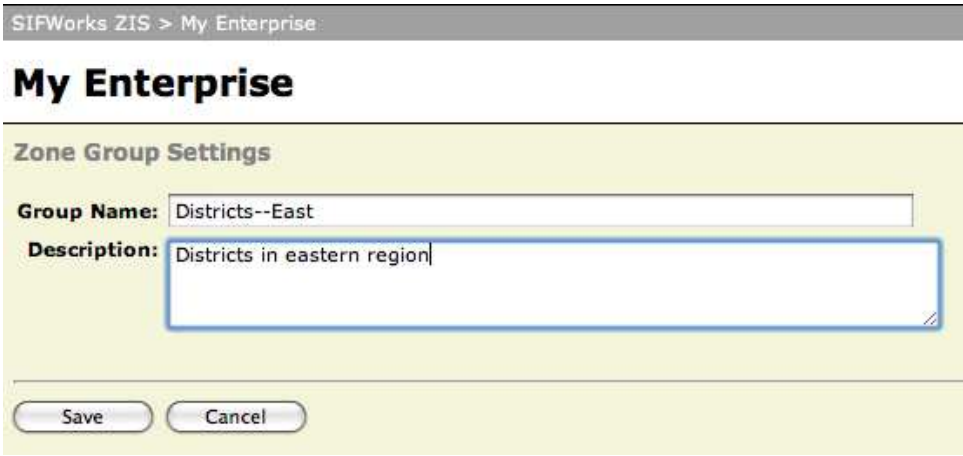 SIFWorks ZIS > My Enterprise
My Enterprise
Zone Group Settings
Group Name: Districts--East
Description: Districts in eastern region
Save Cancel